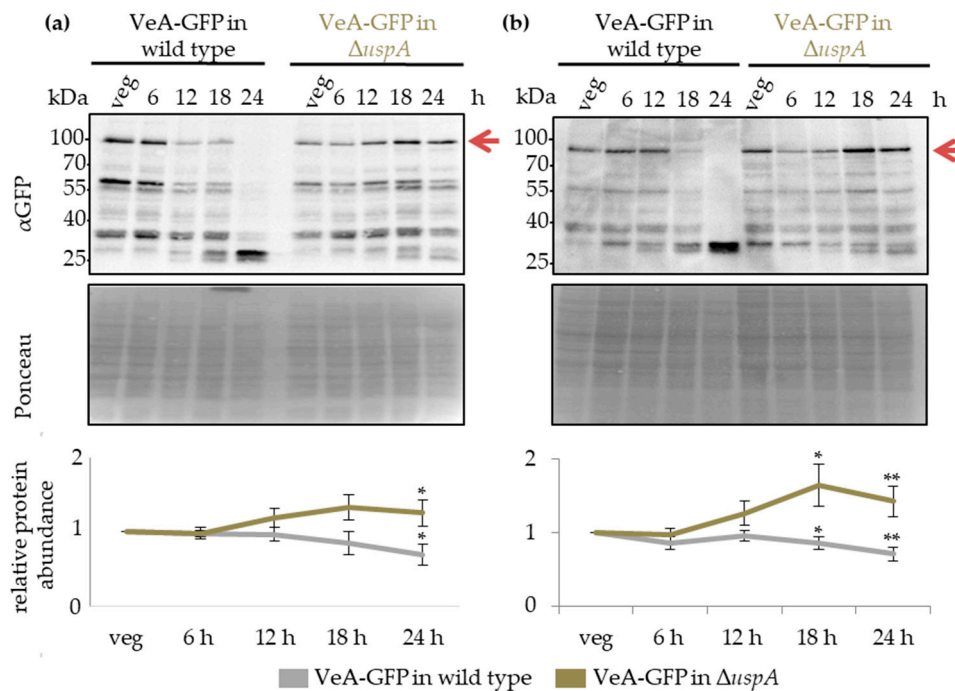 (a) VeA-GFP in wild type VeA-GFP in ΔuspA
kDa veg 6 12 18 24 veg 6 12 18 24 h
αGFP
100
70
55
40
25
Ponceau
relative protein abundance
2
1
0
veg 6 h 12 h 18 h 24 h
*
*
(b) VeA-GFP in wild type VeA-GFP in ΔuspA
kDa veg 6 12 18 24 veg 6 12 18 24 h
100
70
55
40
25
2
1
0
veg 6 h 12 h 18 h 24 h
* **
* **
VeA-GFP in wild type VeA-GFP in ΔuspA